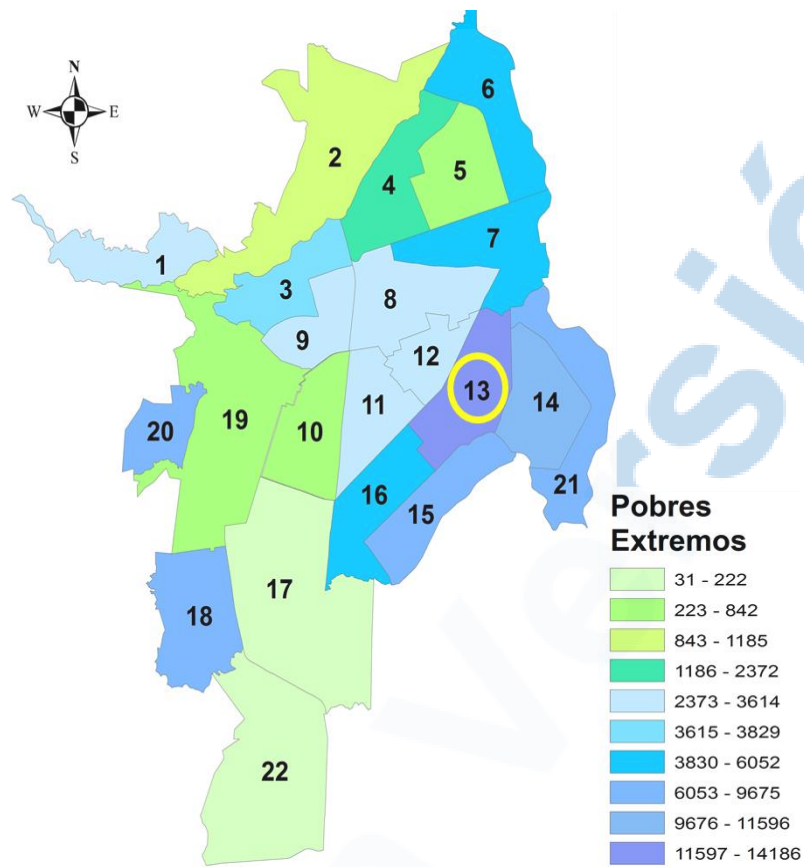 N
W E
S
6
2
4
5
7
1
3
8
9
12
13
14
11
10
19
20
16
21
15
17
18
22
Versió
Pobres
Extremos
31 - 222
223 - 842
843 - 1185
1186 - 2372
2373 - 3614
3615 - 3829
3830 - 6052
6053 - 9675
9676 - 11596
11597 - 14186